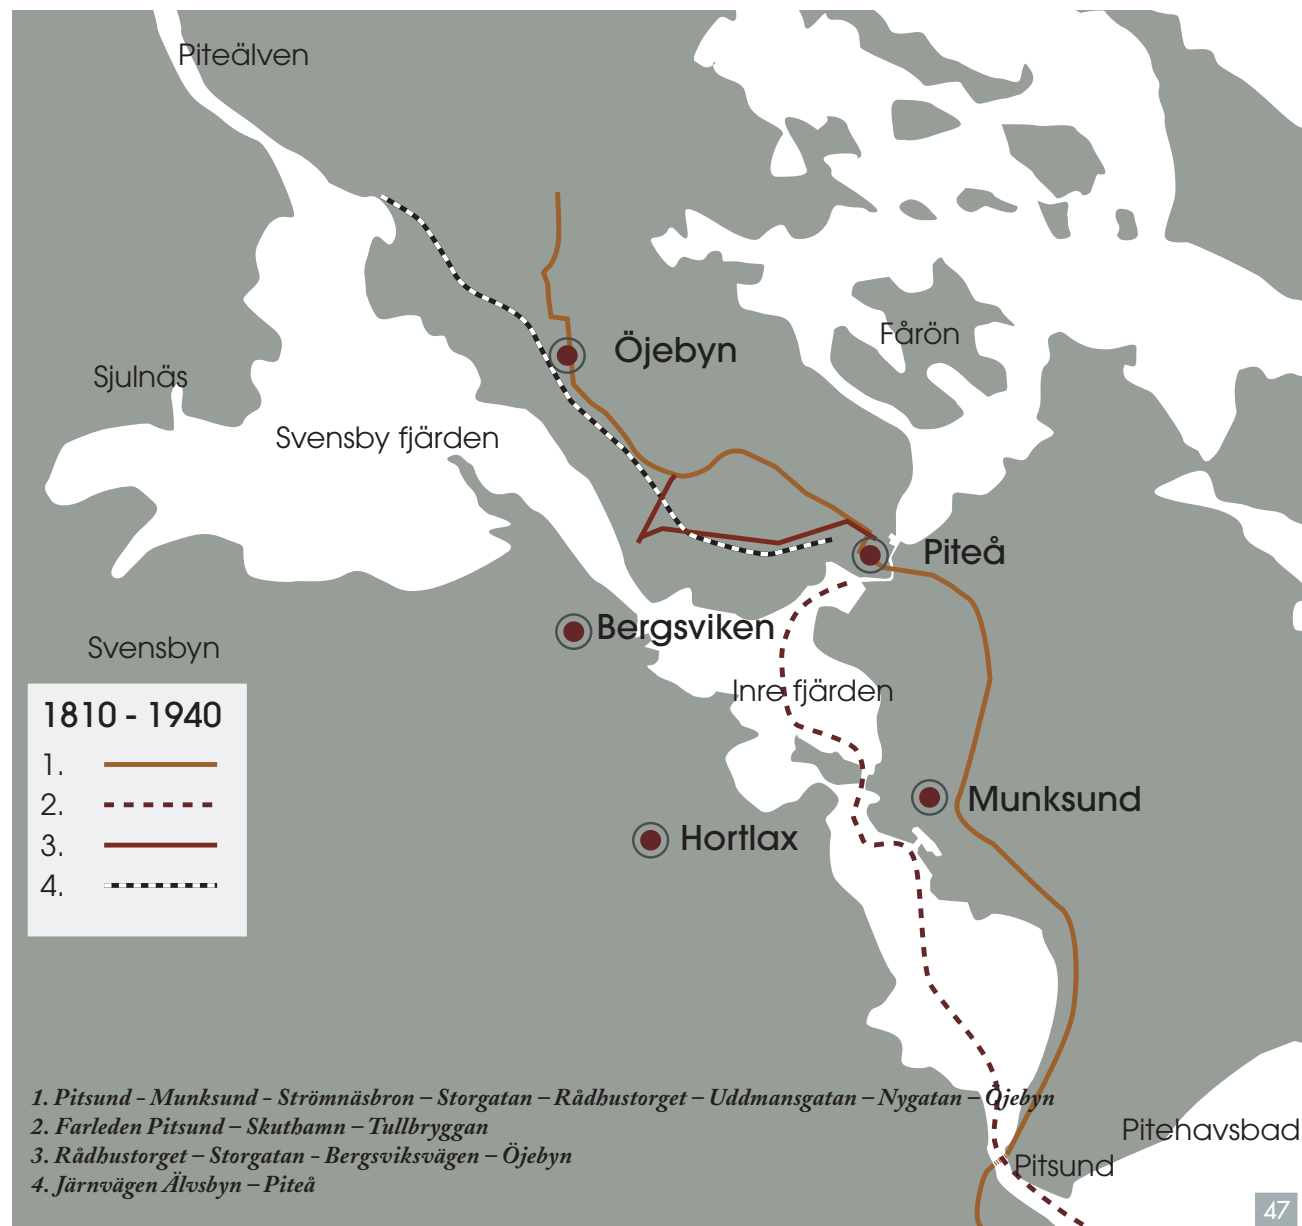 Piteälven
Öjebyn
Fårön
Sjulnäs
Svensby fjärden
Piteå
Bergsviken
Svensbyn
Inre fjärden
1810 - 1940
1.
2.
3.
4.
Munksund
Hortlax
1. Pitsund - Munksund - Strömnäsbron – Storgatan – Rådhustorget – Uddmansgatan – Nygatan – Öjebyn
2. Farleden Pitsund – Skuthamn – Tullbryggan
3. Rådhustorget – Storgatan - Bergsviksvägen – Öjebyn
4. Järnvägen Älvsbyn – Piteå
Pitehavsbad
Pitsund
47